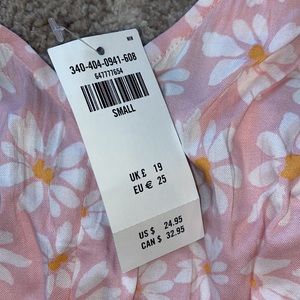 340-404-0941-608
647777654
SMALL
UK £ 19
EU € 25
US $ 24.95
CAN $ 32.95